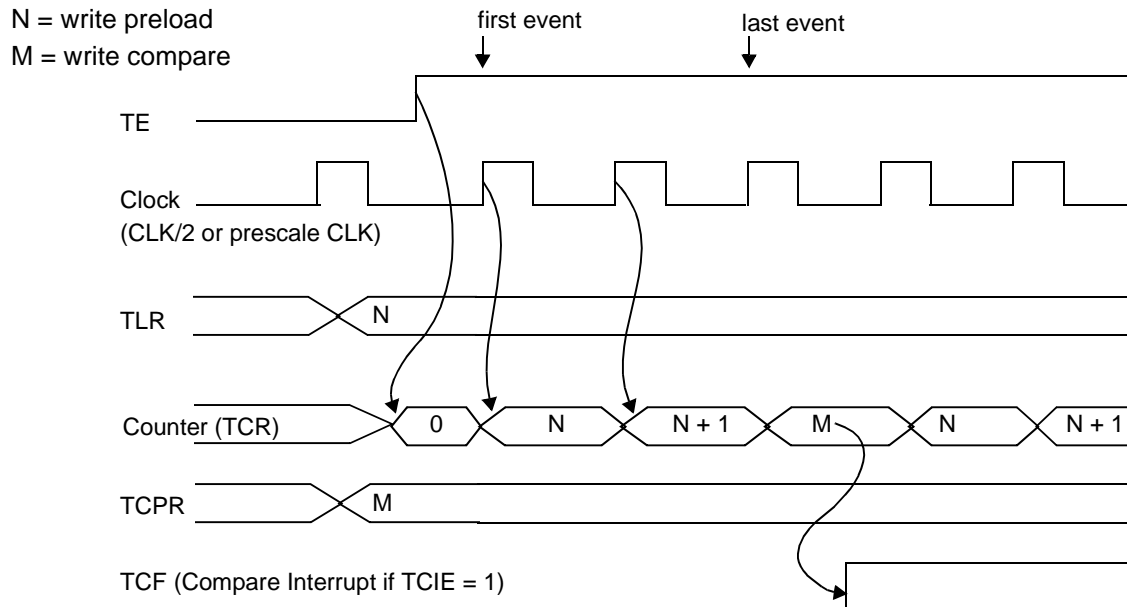 N = write preload
M = write compare
first event
last event
TE
Clock
(CLK/2 or prescale CLK)
TLR
N
Counter (TCR)
0
N
N + 1
M
N
N + 1
TCPR
M
TCF (Compare Interrupt if TCIE = 1)